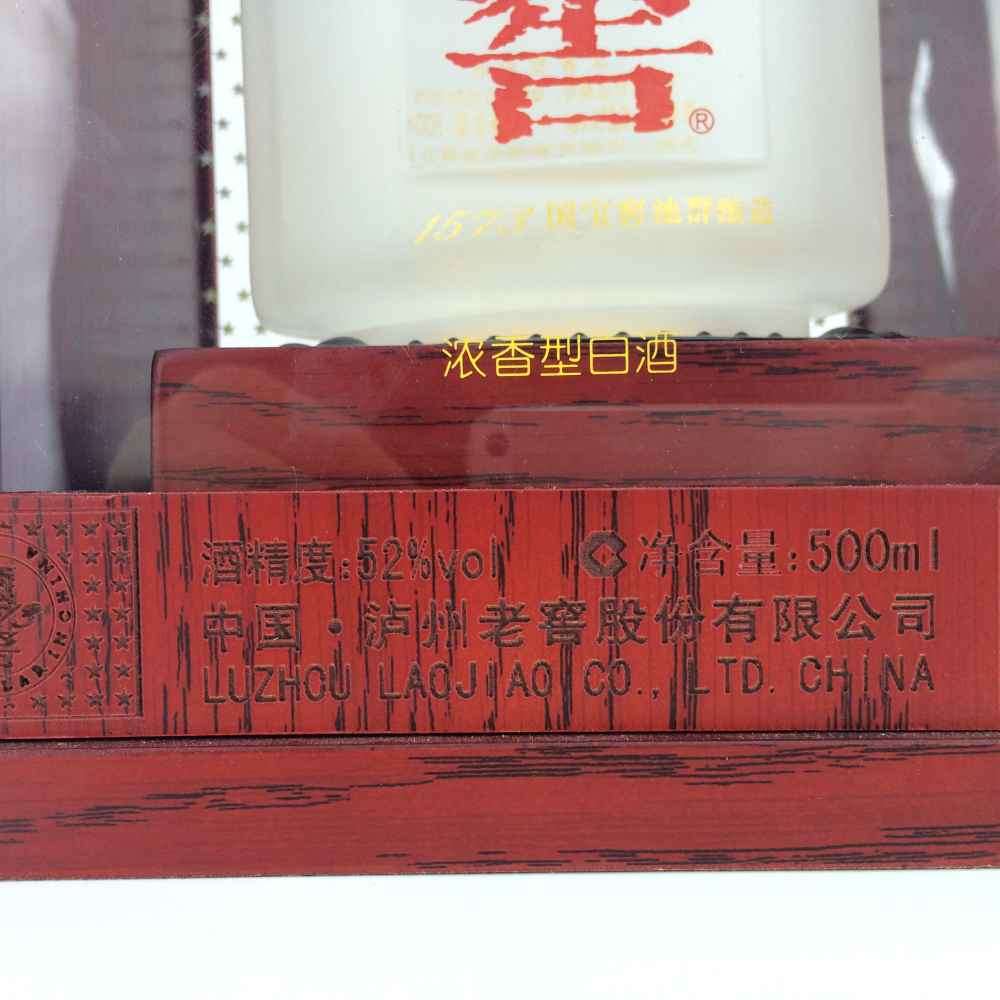 窖®
1573 国宝窖池群酿造
浓香型白酒
酒精度:52%vol 净含量:500ml
中国·泸州老窖股份有限公司
LUZHOU LAOJIAO CO., LTD. CHINA